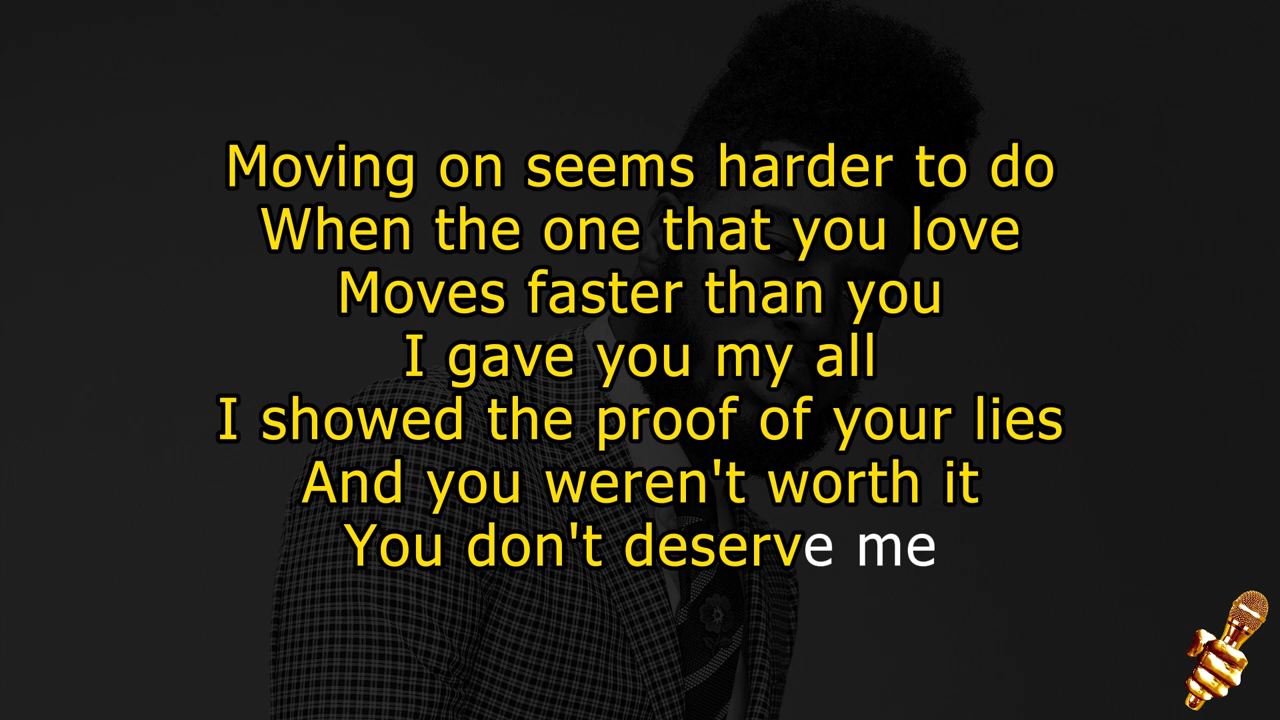 Moving on seems harder to do
When the one that you love
Moves faster than you
I gave you my all
I showed the proof of your lies
And you weren't worth it
You don't deserve me